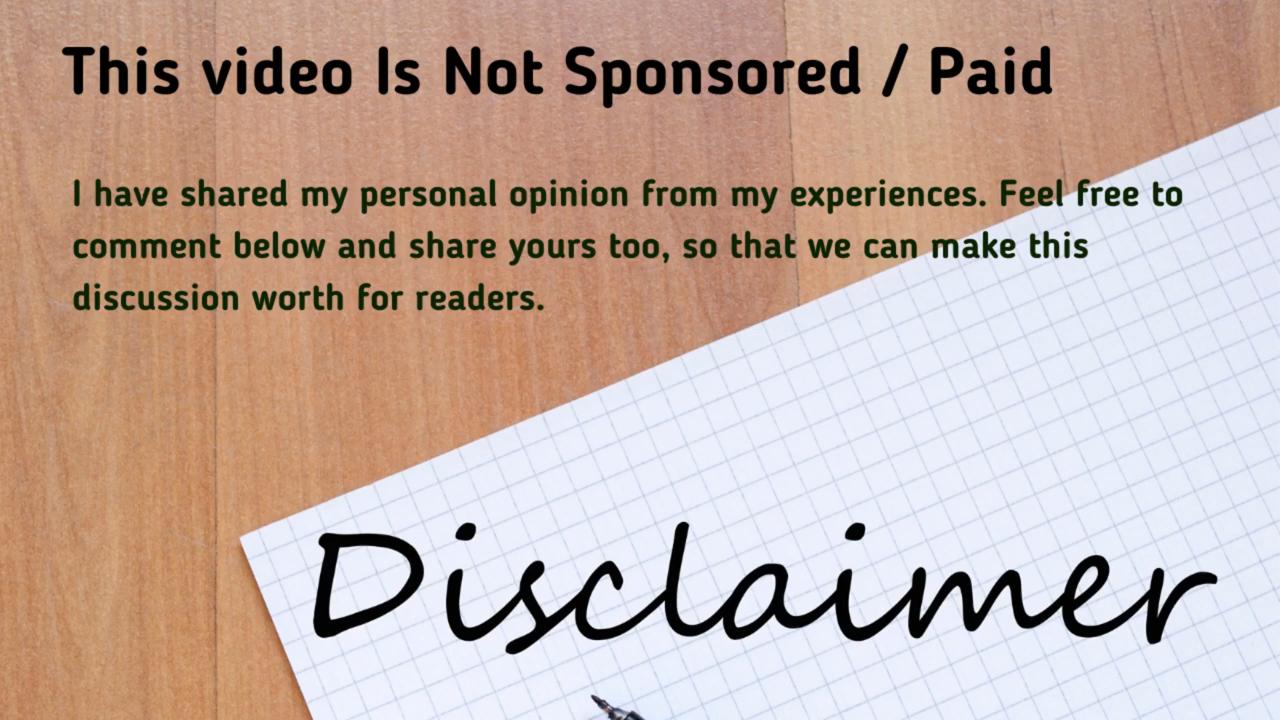 This video Is Not Sponsored / Paid
I have shared my personal opinion from my experiences. Feel free to
comment below and share yours too, so that we can make this
discussion worth for readers.
Disclaimer